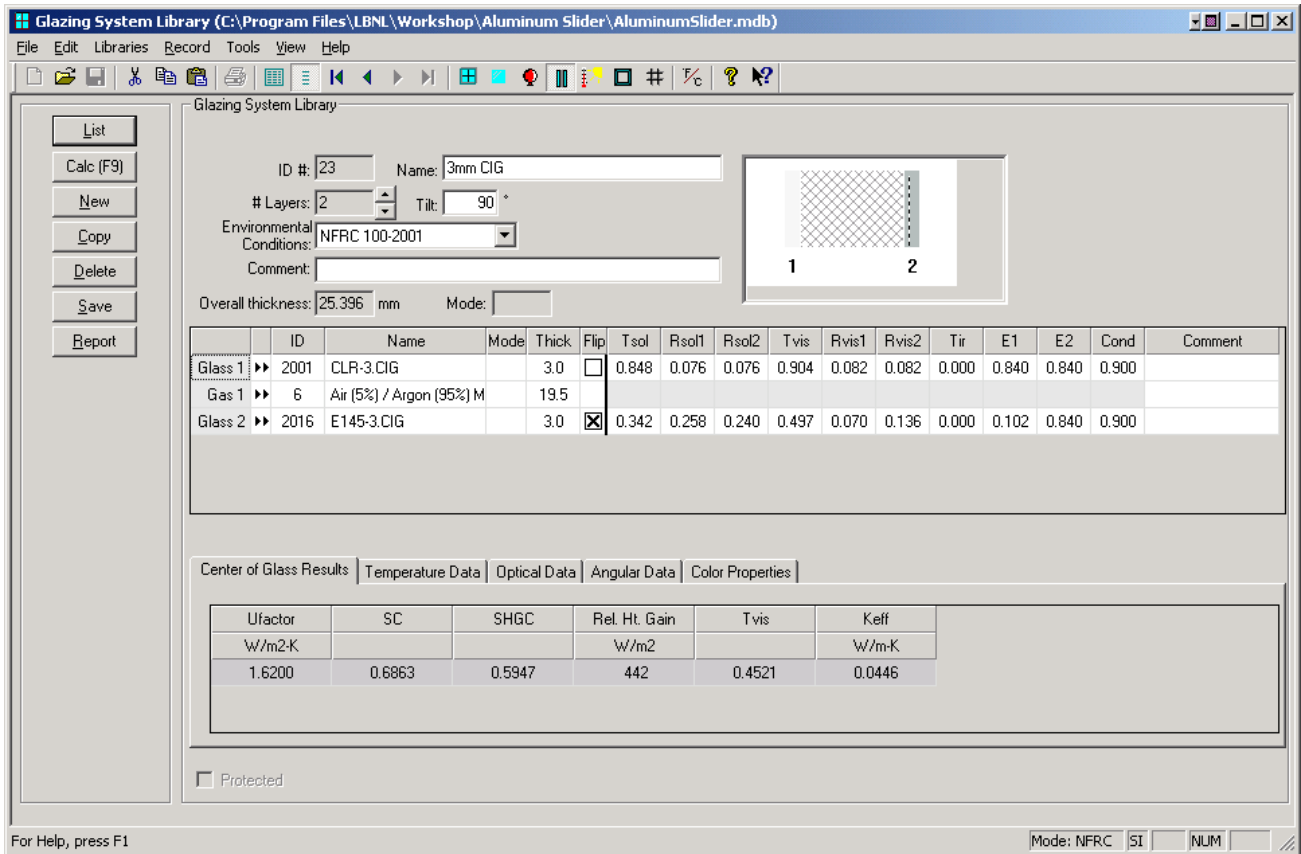 Glazing System Library (C:\Program Files\LBNL\Workshop\Aluminum Slider\AluminumSlider.mdb)
File Edit Libraries Record Tools View Help
Glazing System Library
List
Calc (F9)
New
Copy
Delete
Save
Report
ID #: 23 Name: 3mm CIG
# Layers: 2 Tilt: 90 °
Environmental Conditions: NFRC 100-2001
Comment:
Overall thickness: 25.396 mm Mode:
1 2
ID Name Mode Thick Flip Tsol Rsol1 Rsol2 Tvis Rvis1 Rvis2 Tir E1 E2 Cond Comment
Glass 1 2001 CLR-3.CIG 3.0 0.848 0.076 0.076 0.904 0.082 0.082 0.000 0.840 0.840 0.900
Gas 1 6 Air (5%) / Argon (95%) M 19.5
Glass 2 2016 E145-3.CIG 3.0 0.342 0.258 0.240 0.497 0.070 0.136 0.000 0.102 0.840 0.900
Center of Glass Results Temperature Data Optical Data Angular Data Color Properties
Ufactor SC SHGC Rel. Ht. Gain Tvis Keff
W/m2-K W/m2 W/m-K
1.6200 0.6863 0.5947 442 0.4521 0.0446
Protected
For Help, press F1 Mode: NFRC SI NUM